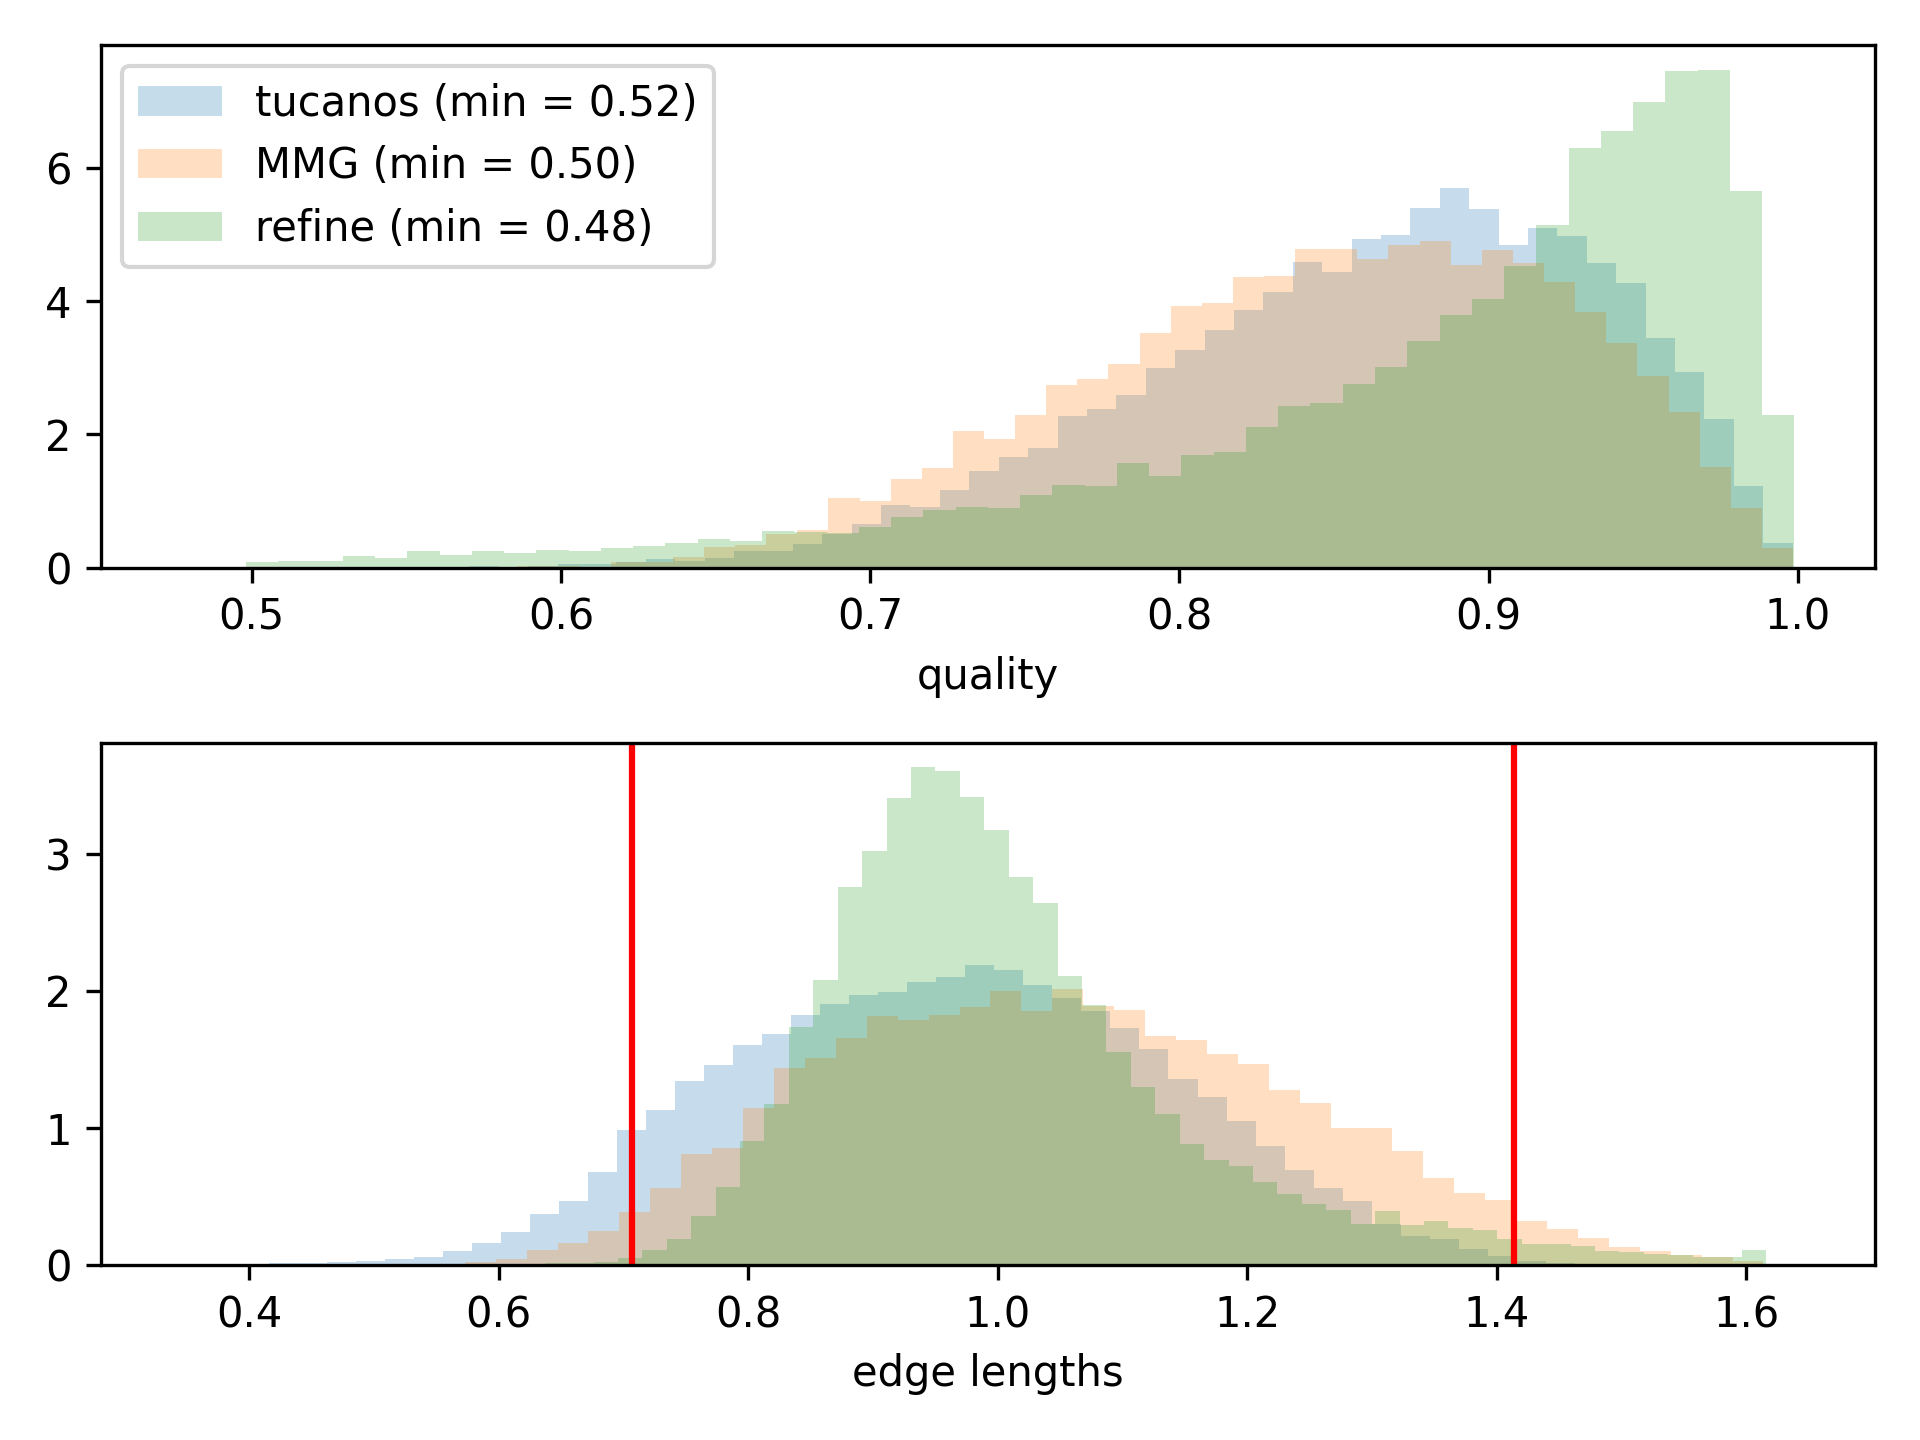 tucanos (min = 0.52)
MMG (min = 0.50)
refine (min = 0.48)
6
4
2
0
0.5 0.6 0.7 0.8 0.9 1.0
quality
3
2
1
0
0.4 0.6 0.8 1.0 1.2 1.4 1.6
edge lengths